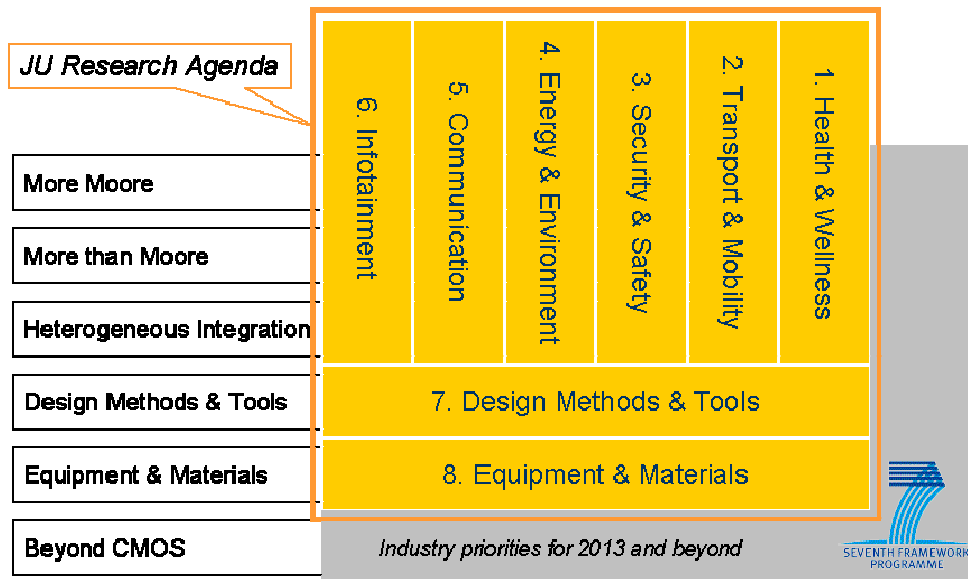 JU Research Agenda
6. Infotainment
5. Communication
4. Energy & Environment
3. Security & Safety
2. Transport & Mobility
1. Health & Wellness
More Moore
More than Moore
Heterogeneous Integration
Design Methods & Tools
7. Design Methods & Tools
Equipment & Materials
8. Equipment & Materials
Beyond CMOS
Industry priorities for 2013 and beyond
SEVENTH FRAMEWORK
PROGRAMME